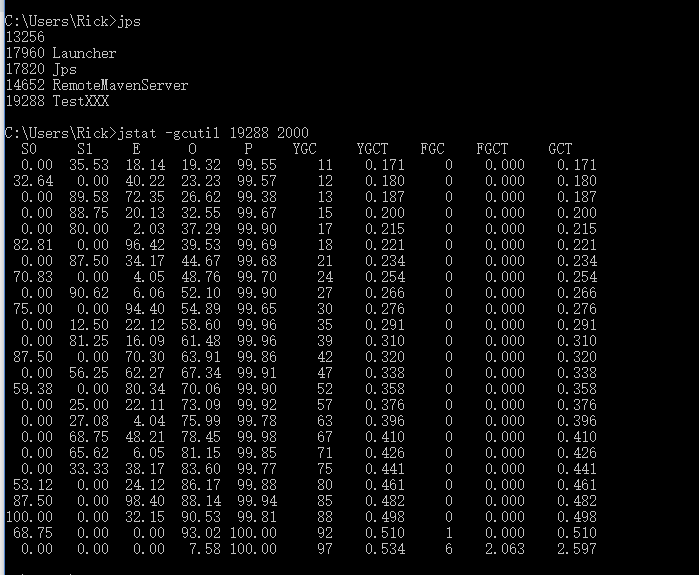 C:\Users\Rick>jps
13256
17960 Launcher
17820 Jps
14652 RemoteMavenServer
19288 TestXXX
C:\Users\Rick>jstat -gcutil 19288 2000
S0 S1 E O P YGC YGCT FGC FGCT GCT
0.00 35.53 18.14 19.32 99.55 11 0.171 0 0.000 0.171
32.64 0.00 40.22 23.23 99.57 12 0.180 0 0.000 0.180
0.00 89.58 72.35 26.62 99.38 13 0.187 0 0.000 0.187
0.00 88.75 20.13 32.55 99.67 15 0.200 0 0.000 0.200
0.00 80.00 2.03 37.29 99.90 17 0.215 0 0.000 0.215
82.81 0.00 96.42 39.53 99.69 18 0.221 0 0.000 0.221
0.00 87.50 34.17 44.67 99.68 21 0.234 0 0.000 0.234
70.83 0.00 4.05 48.76 99.70 24 0.254 0 0.000 0.254
0.00 90.62 6.06 52.10 99.90 27 0.266 0 0.000 0.266
75.00 0.00 94.40 54.89 99.65 30 0.276 0 0.000 0.276
0.00 12.50 22.12 58.60 99.96 35 0.291 0 0.000 0.291
0.00 81.25 16.09 61.48 99.96 39 0.310 0 0.000 0.310
87.50 0.00 70.30 63.91 99.86 42 0.320 0 0.000 0.320
0.00 56.25 62.27 67.34 99.91 47 0.338 0 0.000 0.338
59.38 0.00 80.34 70.06 99.90 52 0.358 0 0.000 0.358
0.00 25.00 22.11 73.09 99.92 57 0.376 0 0.000 0.376
0.00 27.08 4.04 75.99 99.78 63 0.396 0 0.000 0.396
0.00 68.75 48.21 78.45 99.98 67 0.410 0 0.000 0.410
0.00 65.62 6.05 81.15 99.85 71 0.426 0 0.000 0.426
0.00 33.33 38.17 83.60 99.77 75 0.441 0 0.000 0.441
53.12 0.00 24.12 86.17 99.88 80 0.461 0 0.000 0.461
87.50 0.00 98.40 88.14 99.94 85 0.482 0 0.000 0.482
100.00 0.00 32.15 90.53 99.81 88 0.498 0 0.000 0.498
68.75 0.00 0.00 93.02 100.00 92 0.510 1 0.000 0.510
0.00 0.00 0.00 7.58 100.00 97 0.534 6 2.063 2.597